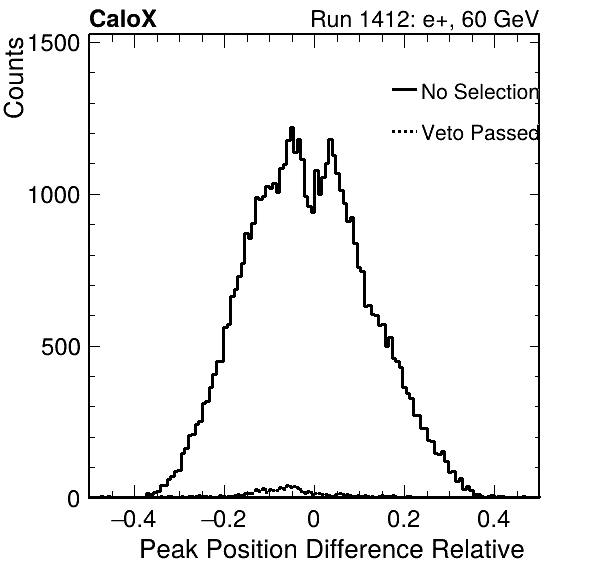 CaloX Run 1412: e+, 60 GeV
Counts
1500
1000
500
0
No Selection
Veto Passed
−0.4 −0.2 0 0.2 0.4
Peak Position Difference Relative